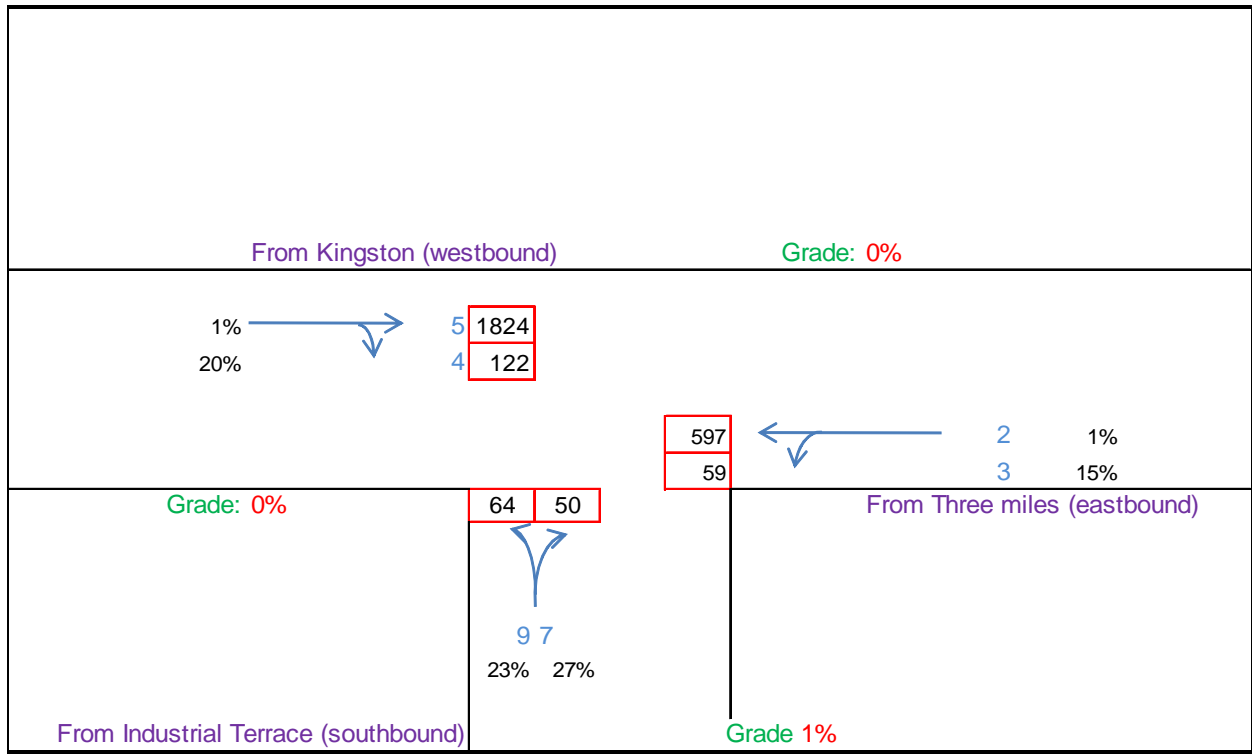 From Kingston (westbound) Grade: 0%
1% 5 1824
20% 4 122
597 2 1%
59 3 15%
Grade: 0% 64 50 From Three miles (eastbound)
9 7
23% 27%
From Industrial Terrace (southbound) Grade 1%